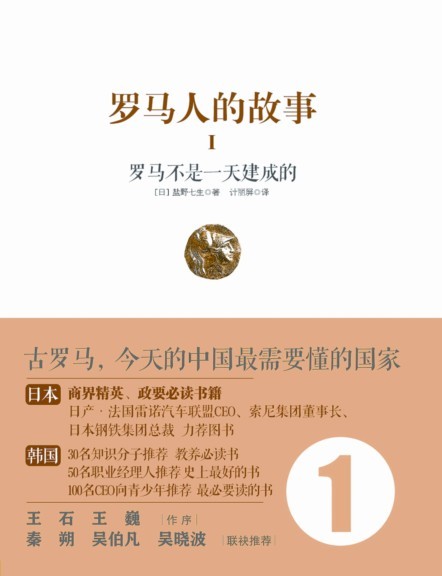 罗马人的故事
I
罗马不是一天建成的
［日］盐野七生 著 计丽屏 译
古罗马，今天的中国最需要懂的国家
日本 商界精英、政要必读书籍
日产·法国雷诺汽车联盟CEO、索尼集团董事长、
日本钢铁集团总裁 力荐图书
韩国 30名知识分子推荐 教养必读书
50名职业经理人推荐 史上最好的书
100名CEO向青少年推荐 最必要读的书
1
王 石 王 巍 ｜作 序｜
秦 朔 吴伯凡 吴晓波 ｜联袂推荐｜